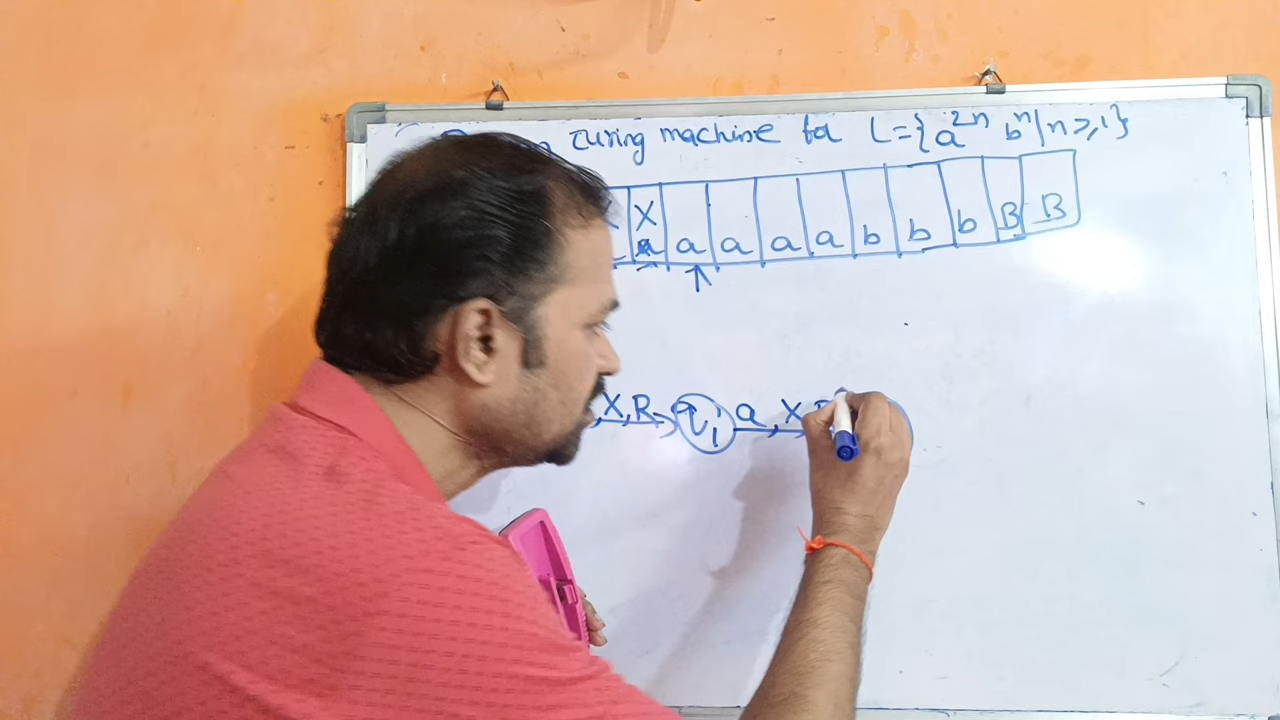 turing machine for L={a^2n b^n | n≥1}
X X
a a a a a b b b B B
X,R q1 a,X,R